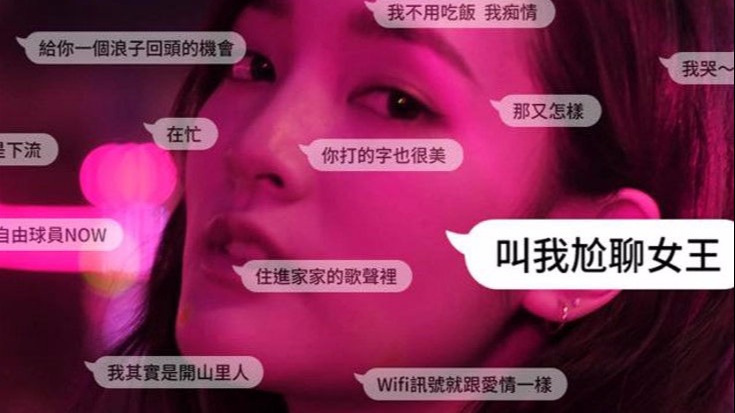 我不用吃飯 我痴情
給你一個浪子回頭的機會
我哭～
那又怎樣
在忙
是下流
你打的字也很美
自由球員NOW
叫我尬聊女王
住進家家的歌聲裡
我其實是開山里人
Wifi訊號就跟愛情一樣